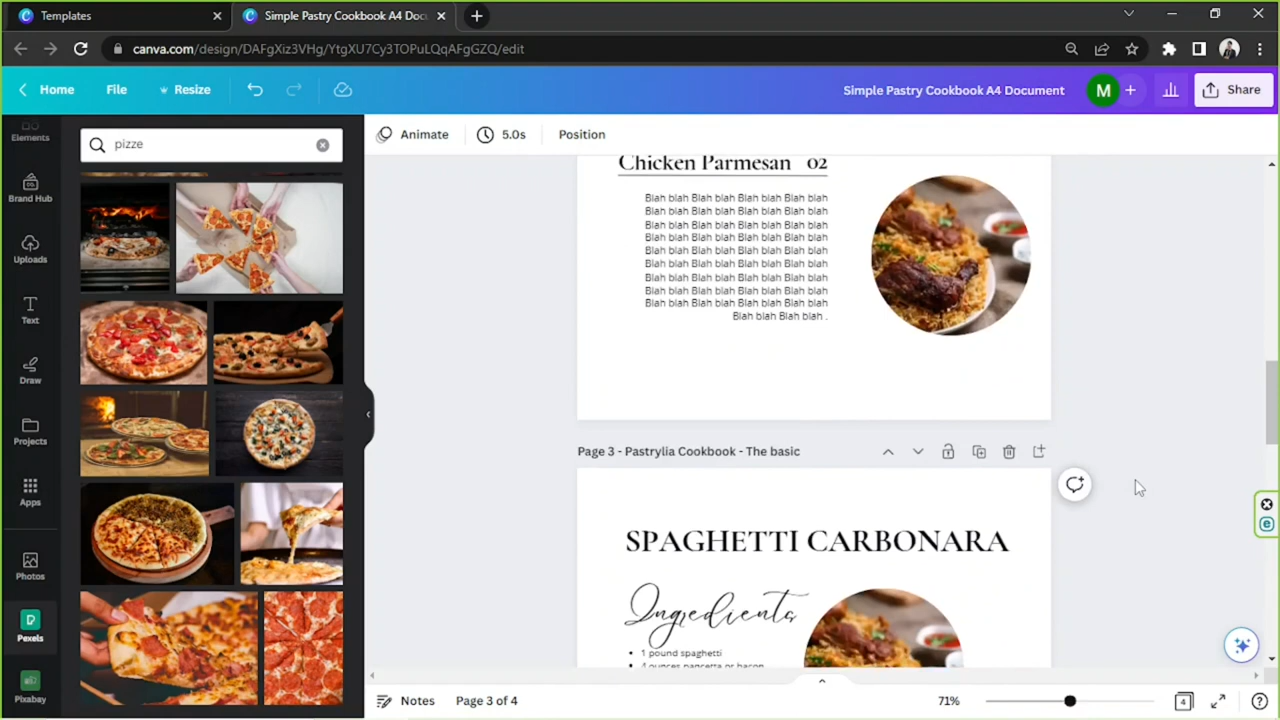 Templates
Simple Pastry Cookbook A4 Doc
canva.com/design/DAFgXiz3VHg/YtgXU7Cy3TOPuLQqAFgGZQ/edit
Home
File
Resize
Simple Pastry Cookbook A4 Document
M
Share
Elements
Brand Hub
Uploads
Text
Draw
Projects
Apps
Photos
Pexels
Pixabay
pizze
Animate
5.0s
Position
Chicken Parmesan 02
Blah blah Blah blah Blah blah Blah blah
Blah blah Blah blah Blah blah Blah blah
Blah blah Blah blah Blah blah Blah blah
Blah blah Blah blah Blah blah Blah blah
Blah blah Blah blah Blah blah Blah blah
Blah blah Blah blah Blah blah Blah blah
Blah blah Blah blah Blah blah Blah blah
Blah blah Blah blah Blah blah Blah blah
Blah blah Blah blah Blah blah Blah blah
Blah blah Blah blah .
Page 3 - Pastrylia Cookbook - The basic
SPAGHETTI CARBONARA
Ingredients
• 1 pound spaghetti
• 4 ounces pancetta or bacon
Notes
Page 3 of 4
71%
4